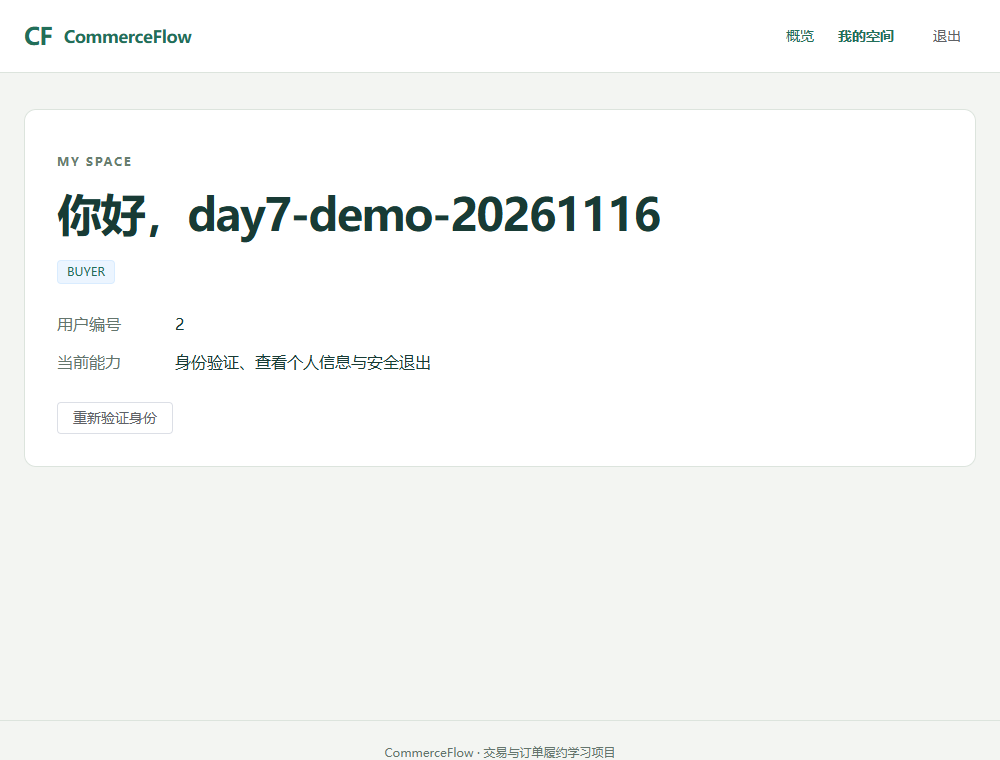 CF CommerceFlow 概览 我的空间 退出
MY SPACE
你好，day7-demo-20261116
BUYER
用户编号 2
当前能力 身份验证、查看个人信息与安全退出
重新验证身份
CommerceFlow · 交易与订单履约学习项目